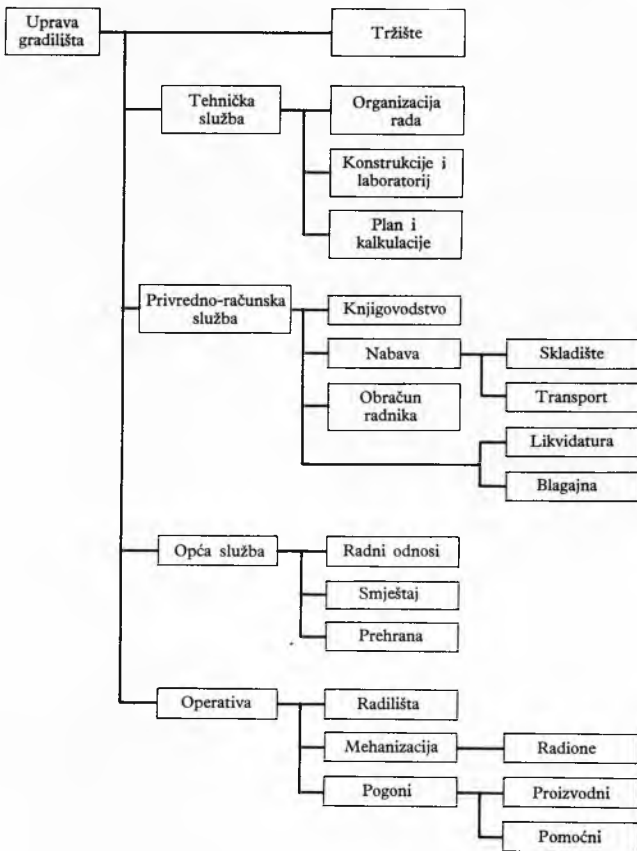 Uprava
gradilišta
Tržište
Tehnička
služba
Organizacija
rada
Konstrukcije i
laboratorij
Plan i
kalkulacije
Privredno-računska
služba
Knjigovodstvo
Nabava
Skladište
Transport
Obračun
radnika
Likvidatura
Blagajna
Opća služba
Radni odnosi
Smještaj
Prehrana
Operativa
Radilišta
Mehanizacija
Radione
Pogoni
Proizvodni
Pomoćni